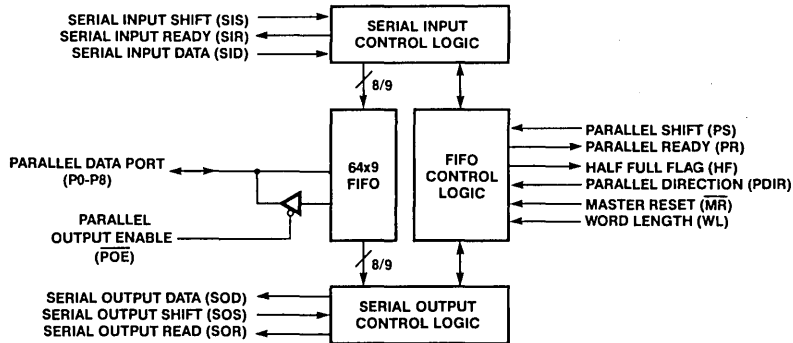 SERIAL INPUT SHIFT (SIS)
SERIAL INPUT READY (SIR)
SERIAL INPUT DATA (SID)
SERIAL INPUT
CONTROL LOGIC
8/9
64x9
FIFO
FIFO
CONTROL
LOGIC
PARALLEL DATA PORT
(P0-P8)
PARALLEL
OUTPUT ENABLE
(P̅O̅E̅)
PARALLEL SHIFT (PS)
PARALLEL READY (PR)
HALF FULL FLAG (HF)
PARALLEL DIRECTION (PDIR)
MASTER RESET (M̅R̅)
WORD LENGTH (WL)
8/9
SERIAL OUTPUT DATA (SOD)
SERIAL OUTPUT SHIFT (SOS)
SERIAL OUTPUT READ (SOR)
SERIAL OUTPUT
CONTROL LOGIC